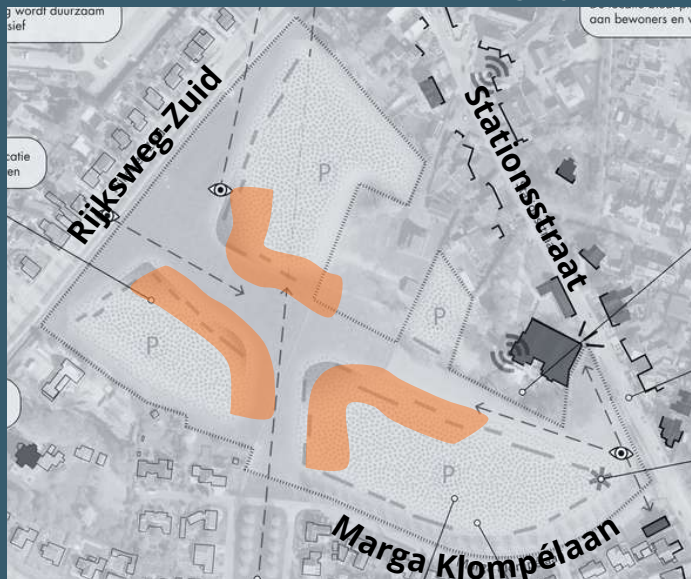 g wordt duurzaam
sief
aan bewoners en v
Rijksweg-Zuid
Stationsstraat
catie
en
P
P
P
P
Marga Klompélaan